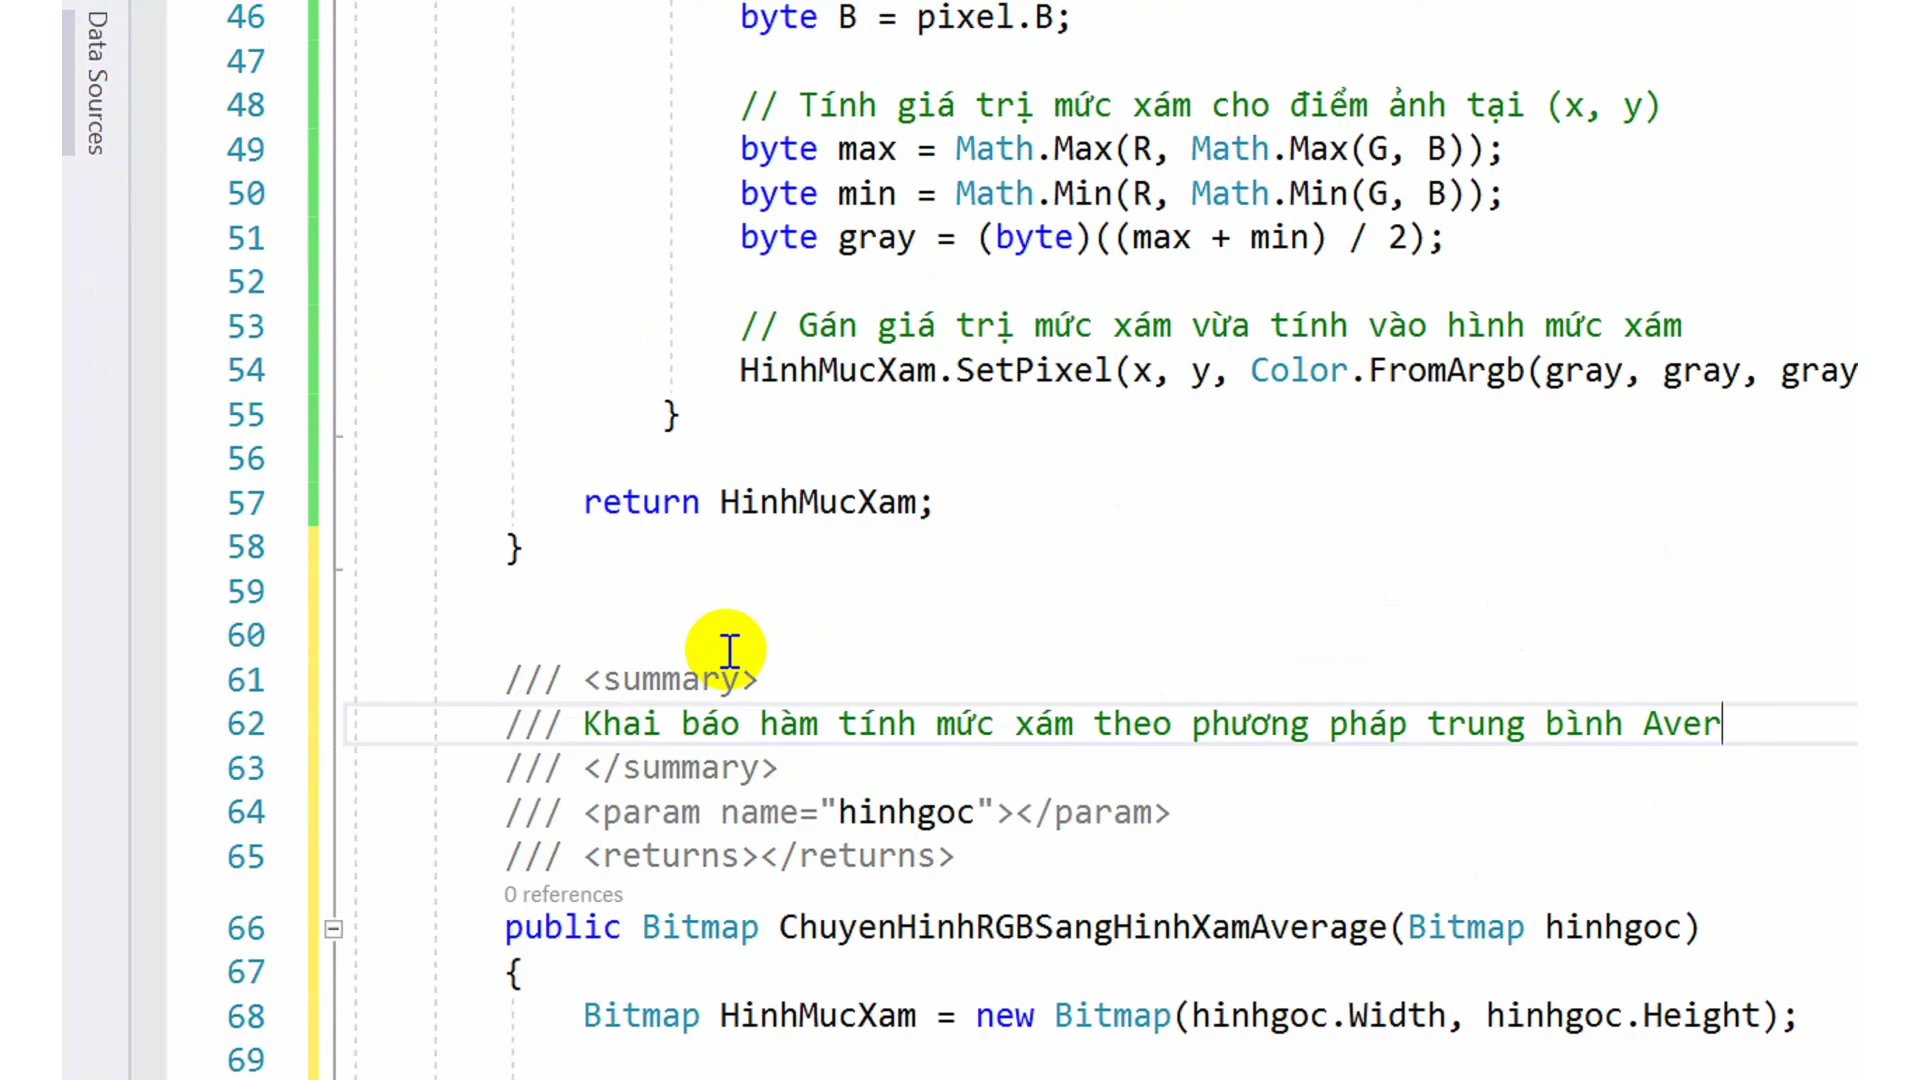 Data Sources
46 byte B = pixel.B;
47
48 // Tính giá trị mức xám cho điểm ảnh tại (x, y)
49 byte max = Math.Max(R, Math.Max(G, B));
50 byte min = Math.Min(R, Math.Min(G, B));
51 byte gray = (byte)((max + min) / 2);
52
53 // Gán giá trị mức xám vừa tính vào hình mức xám
54 HinhMucXam.SetPixel(x, y, Color.FromArgb(gray, gray, gray
55 }
56
57 return HinhMucXam;
58 }
59
60
61 /// <summary>
62 /// Khai báo hàm tính mức xám theo phương pháp trung bình Aver
63 /// </summary>
64 /// <param name="hinhgoc"></param>
65 /// <returns></returns>
0 references
66 public Bitmap ChuyenHinhRGBSangHinhXamAverage(Bitmap hinhgoc)
67 {
68 Bitmap HinhMucXam = new Bitmap(hinhgoc.Width, hinhgoc.Height);
69